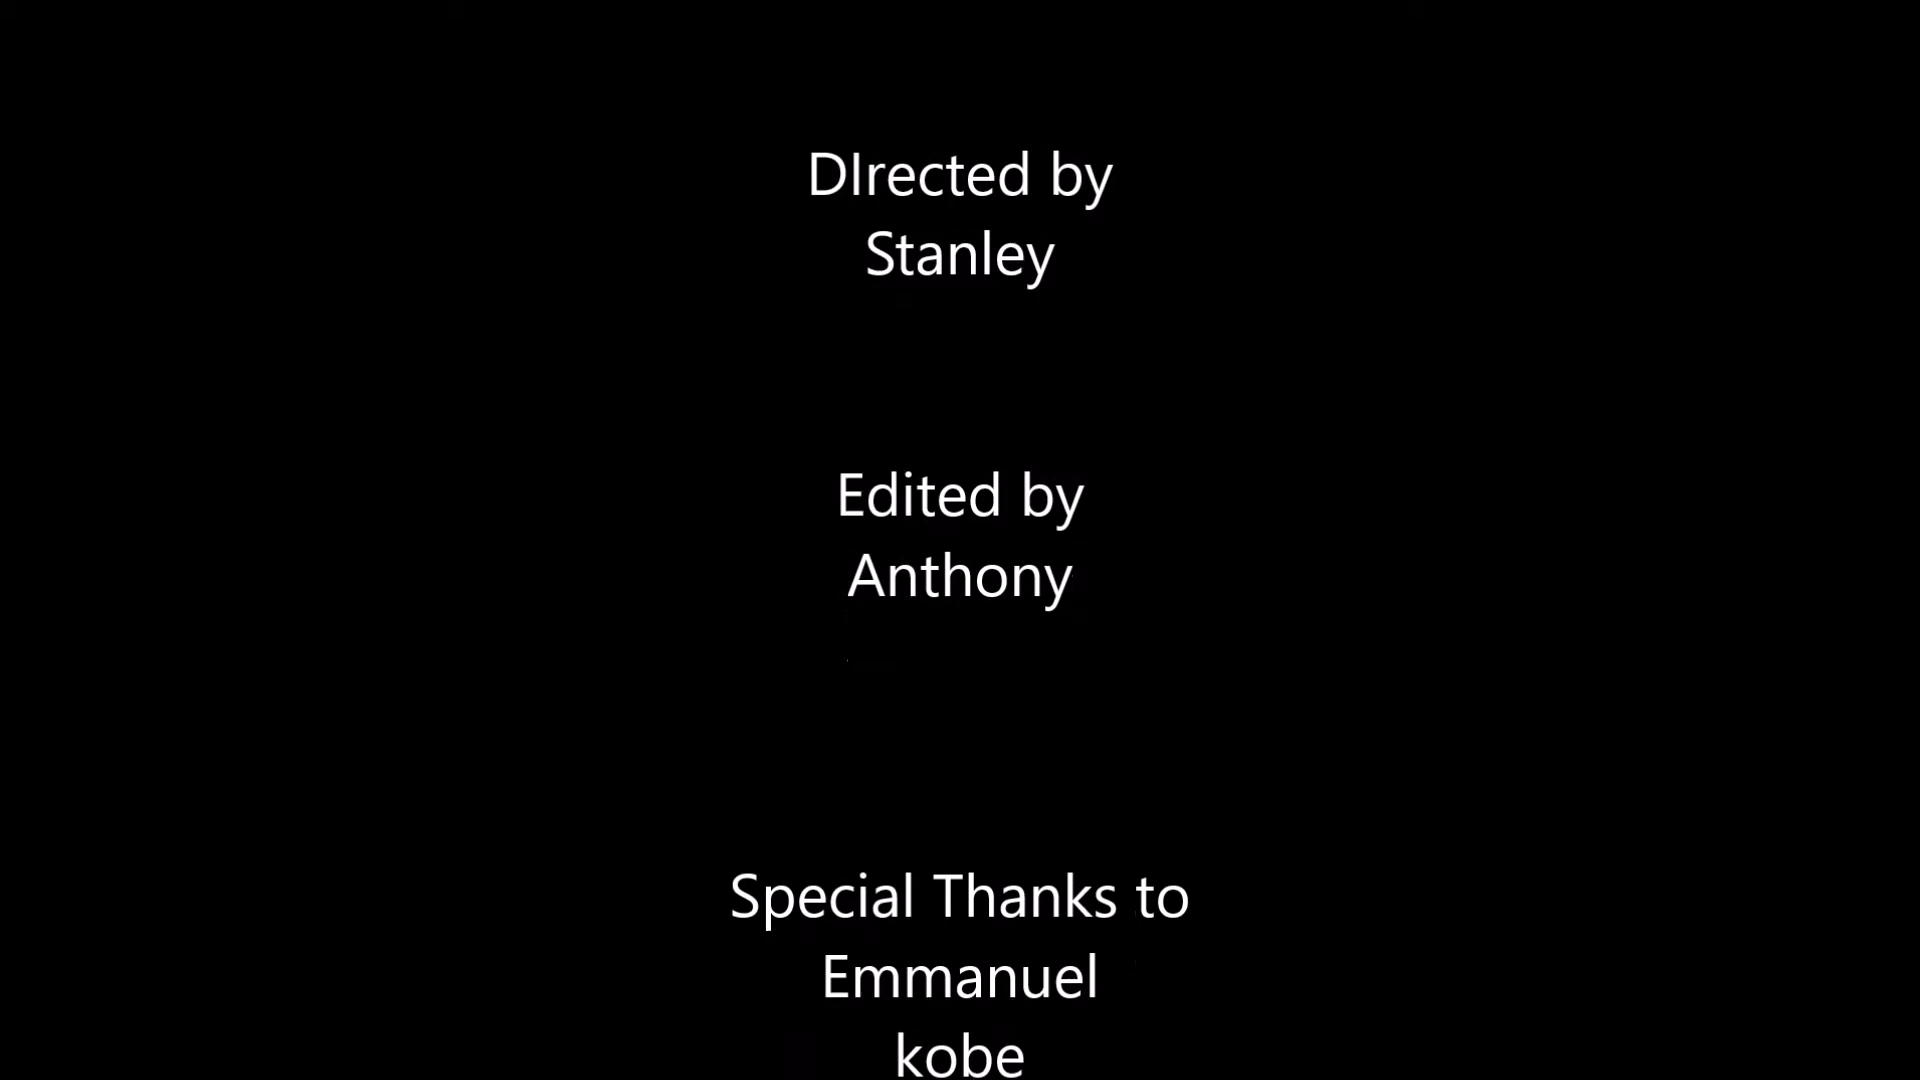 DIrected by
Stanley
Edited by
Anthony
Special Thanks to
Emmanuel
kobe